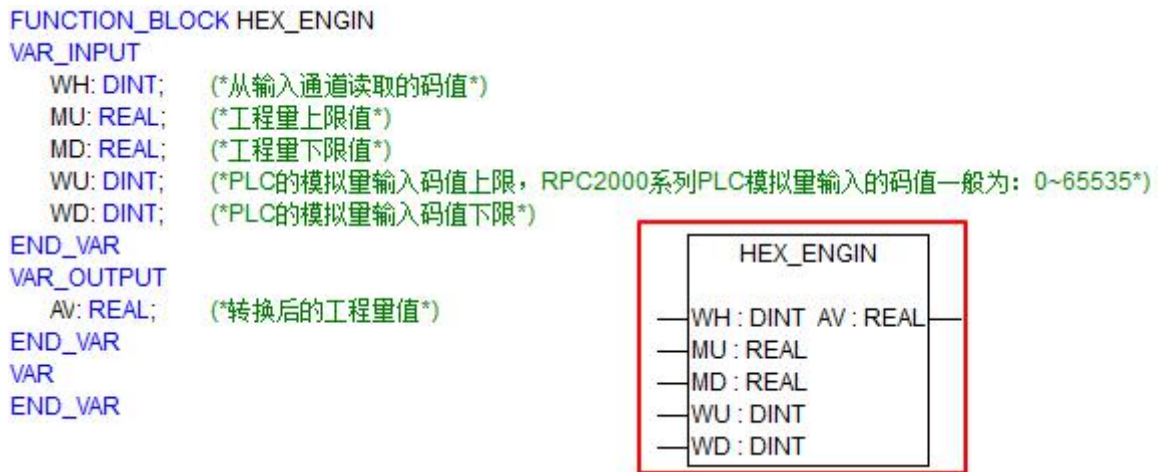 FUNCTION_BLOCK HEX_ENGIN
VAR_INPUT
WH: DINT; (*从输入通道读取的码值*)
MU: REAL; (*工程量上限值*)
MD: REAL; (*工程量下限值*)
WU: DINT; (*PLC的模拟量输入码值上限，RPC2000系列PLC模拟量输入的码值一般为：0~65535*)
WD: DINT; (*PLC的模拟量输入码值下限*)
END_VAR
VAR_OUTPUT
AV: REAL; (*转换后的工程量值*)
END_VAR
VAR
END_VAR
HEX_ENGIN
WH : DINT AV : REAL
MU : REAL
MD : REAL
WU : DINT
WD : DINT